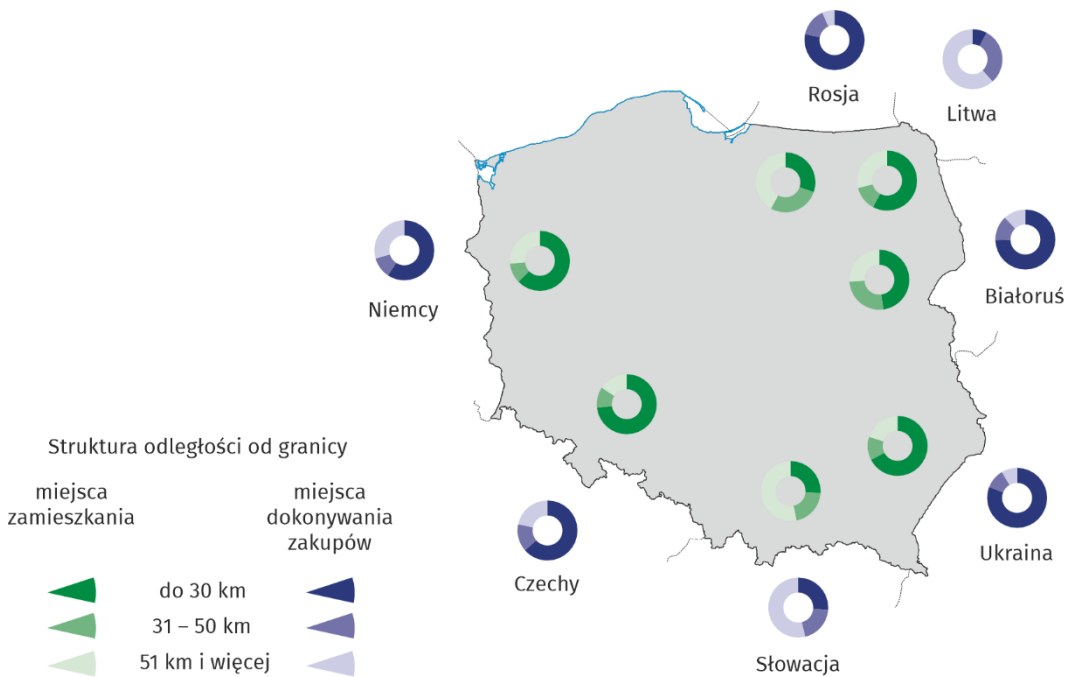 Rosja
Litwa
Niemcy
Białoruś
Struktura odległości od granicy
miejsca
zamieszkania
miejsca
dokonywania
zakupów
do 30 km
31 – 50 km
51 km i więcej
Czechy
Ukraina
Słowacja